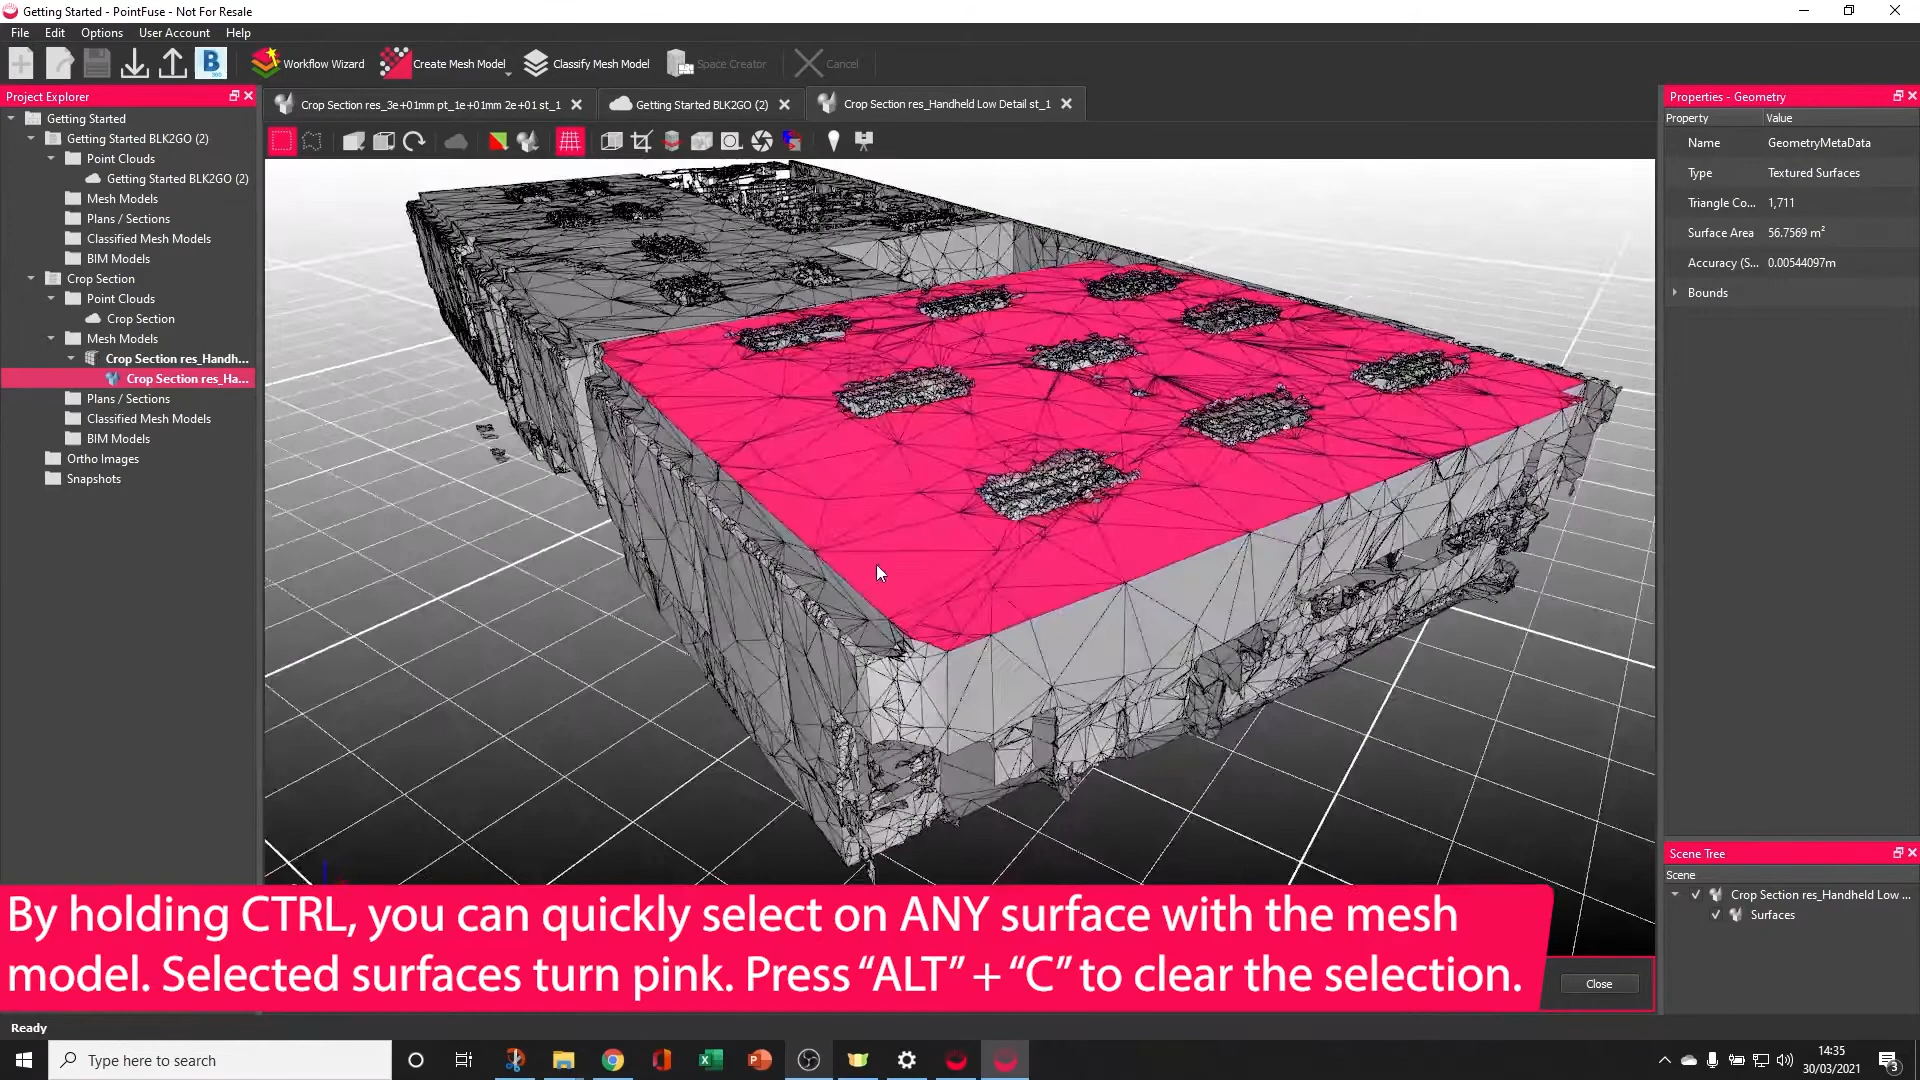 Getting Started - PointFuse - Not For Resale
File Edit Options User Account Help
B
Workflow Wizard Create Mesh Model Classify Mesh Model Space Creator Cancel
Project Explorer
Getting Started
Getting Started BLK2GO (2)
Point Clouds
Getting Started BLK2GO (2)
Mesh Models
Plans / Sections
Classified Mesh Models
BIM Models
Crop Section
Point Clouds
Crop Section
Mesh Models
Crop Section res_Handh...
Crop Section res_Ha...
Plans / Sections
Classified Mesh Models
BIM Models
Ortho Images
Snapshots
Crop Section res_3e+01mm pt_1e+01mm 2e+01 st_1
Getting Started BLK2GO (2)
Crop Section res_Handheld Low Detail st_1
Properties - Geometry
Property Value
Name GeometryMetaData
Type Textured Surfaces
Triangle Co... 1,711
Surface Area 56.7569 m²
Accuracy (S... 0.00544097m
Bounds
Scene Tree
Scene
Crop Section res_Handheld Low ...
Surfaces
By holding CTRL, you can quickly select on ANY surface with the mesh
model. Selected surfaces turn pink. Press “ALT” + “C” to clear the selection.
Close
Ready
Type here to search
14:35
30/03/2021
3